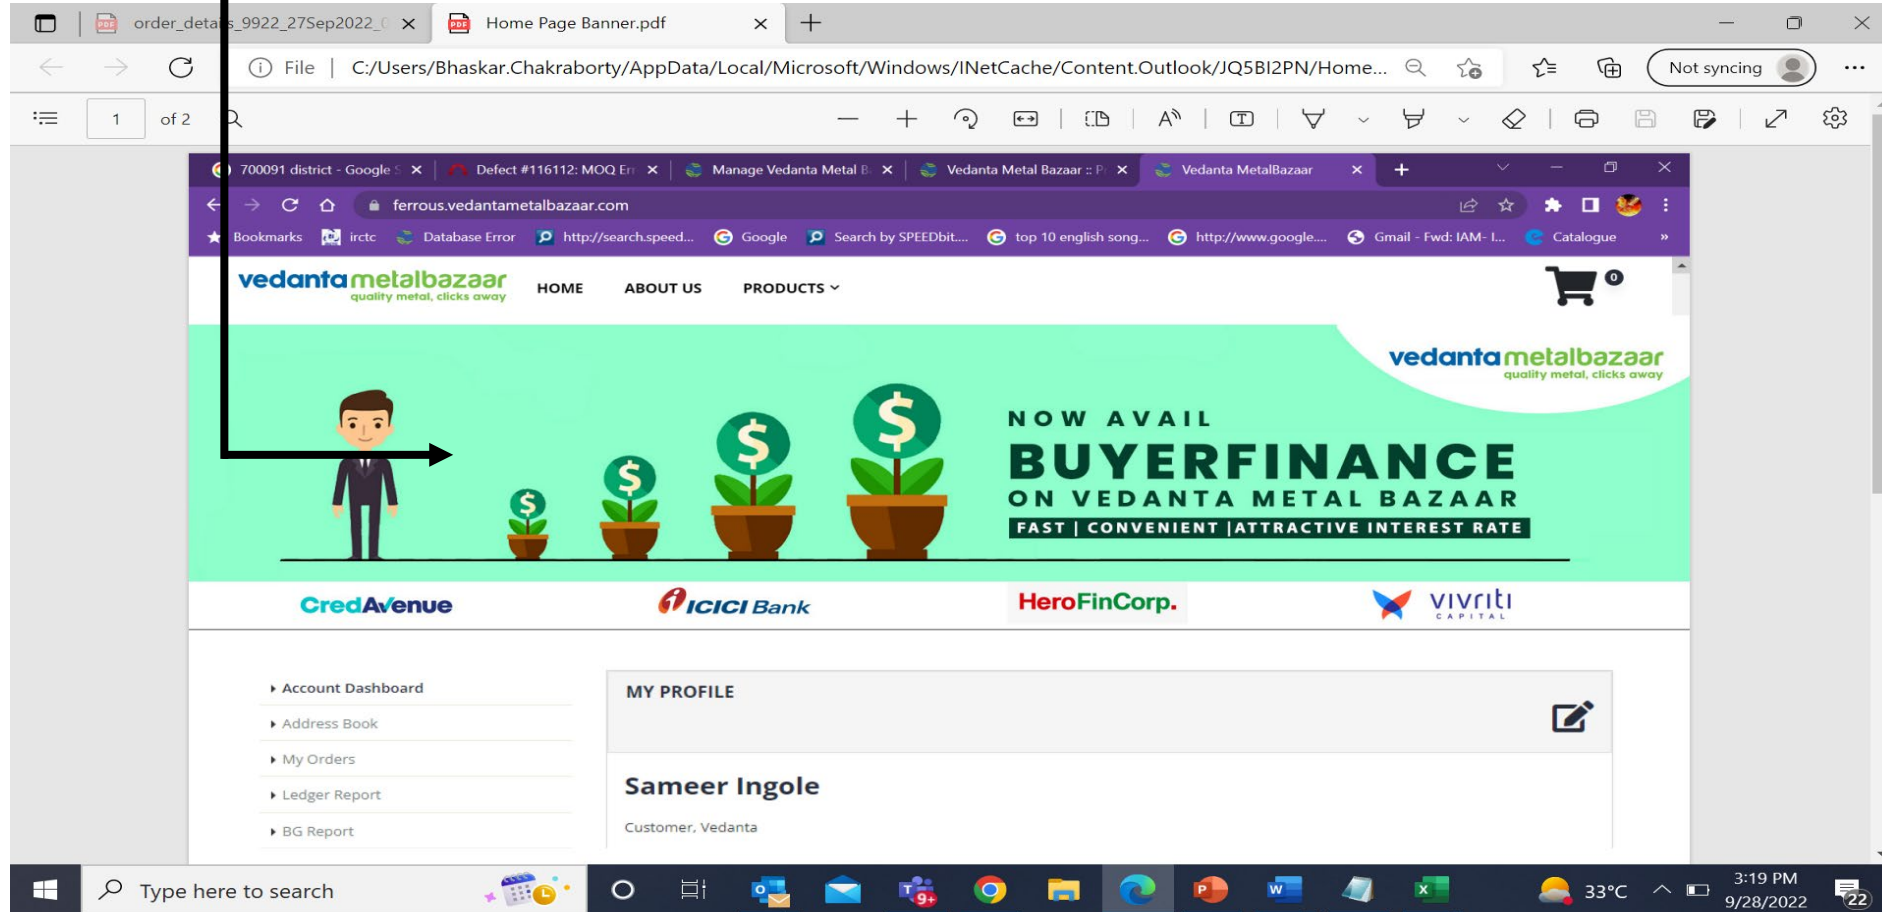 order_details_9922_27Sep2022_0
Home Page Banner.pdf
File | C:/Users/Bhaskar.Chakraborty/AppData/Local/Microsoft/Windows/INetCache/Content.Outlook/JQ5BI2PN/Home...
Not syncing
1 of 2
700091 district - Google S
Defect #116112: MOQ Err
Manage Vedanta Metal B
Vedanta Metal Bazaar :: P
Vedanta MetalBazaar
ferrous.vedantametalbazaar.com
Bookmarks irctc Database Error http://search.speed... Google Search by SPEEDbit.... top 10 english song... http://www.google.... Gmail - Fwd: IAM- I... Catalogue »
vedanta metalbazaar
quality metal, clicks away
HOME ABOUT US PRODUCTS
0
vedanta metalbazaar
quality metal, clicks away
NOW AVAIL
BUYERFINANCE
ON VEDANTA METAL BAZAAR
FAST | CONVENIENT |ATTRACTIVE INTEREST RATE
$ $ $ $
CredAvenue ICICI Bank HeroFinCorp. VIVriti
CAPITAL
Account Dashboard
Address Book
My Orders
Ledger Report
BG Report
MY PROFILE
Sameer Ingole
Customer, Vedanta
Type here to search
9+
33°C
3:19 PM
9/28/2022
22